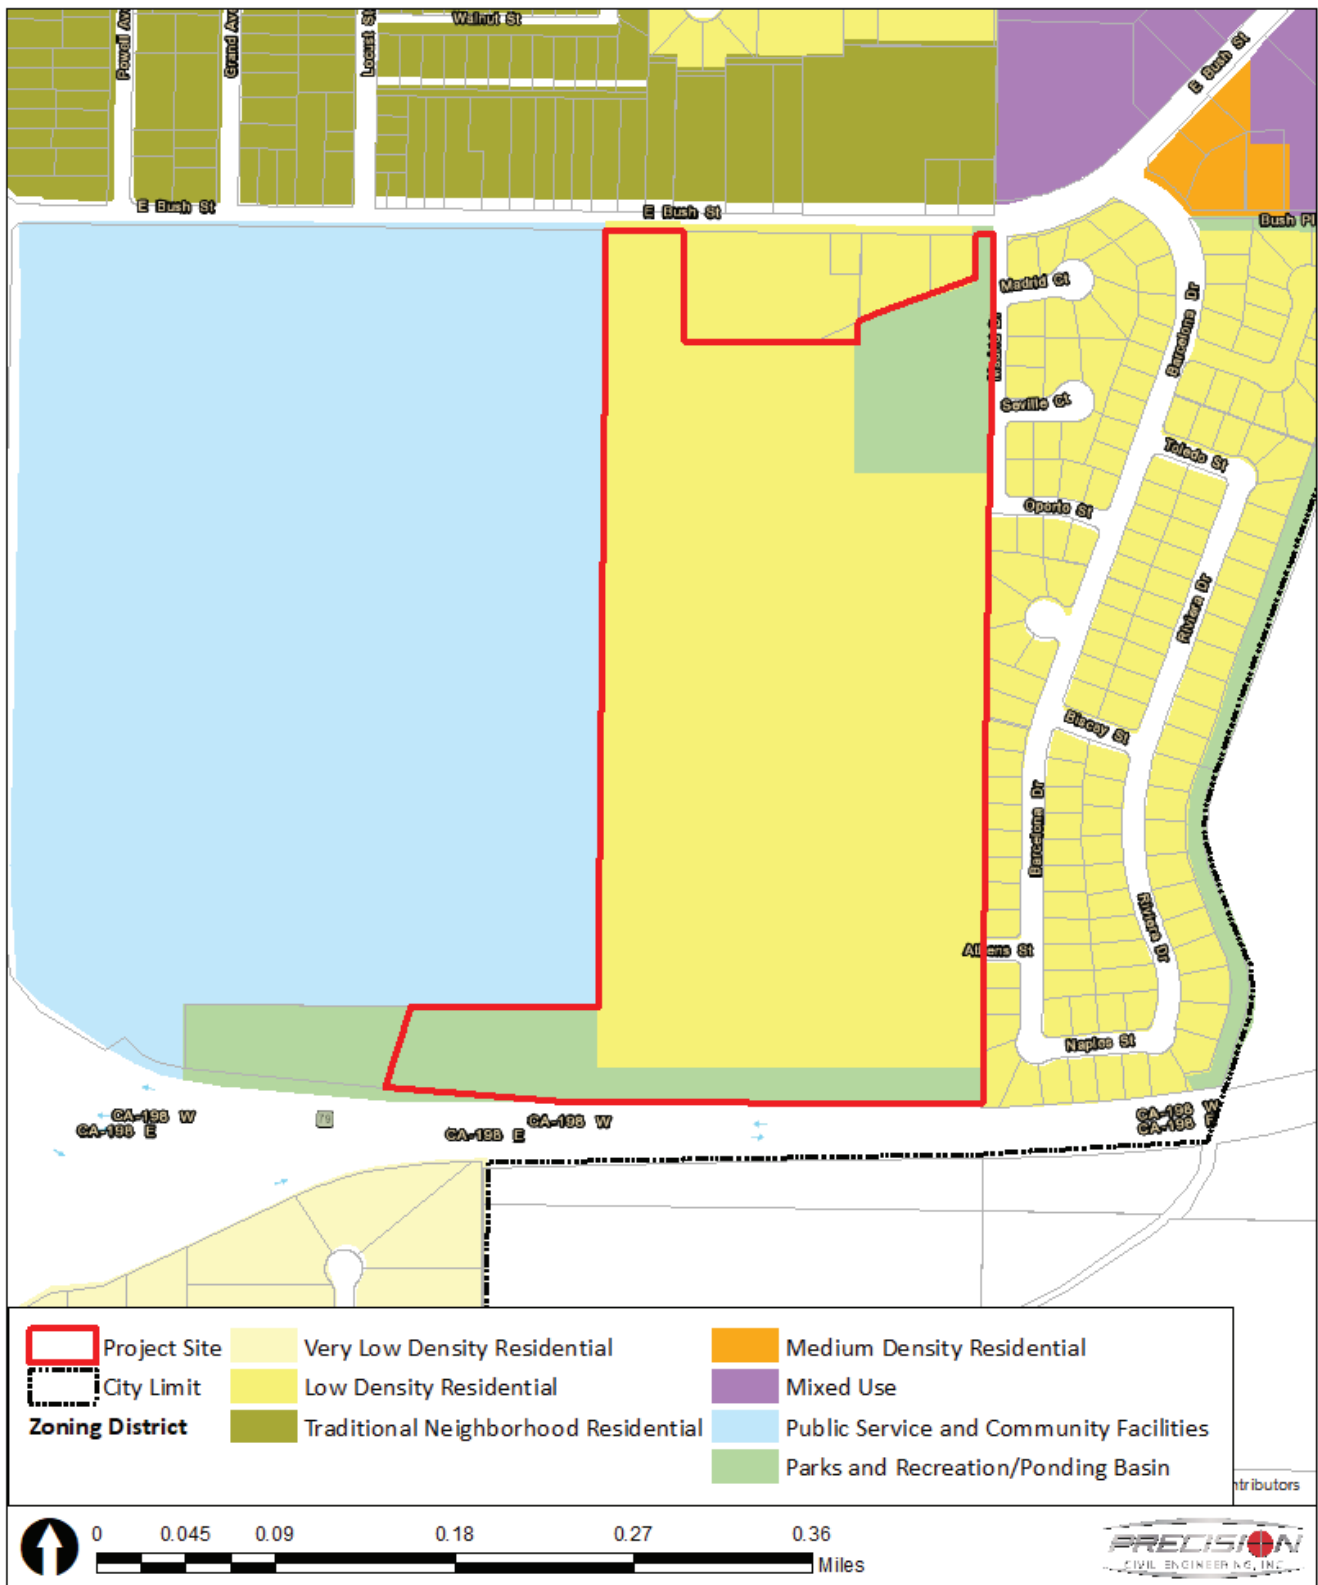 Walnut St
Powell Av
Grand Av
Locust St
E Bush St
E Bush St
E Bush St
Bush Pl
Madrid Ct
Barcelona Dr
Seville Ct
Toledo St
Oporto St
Riviera Dr
Biscay St
Barcelona Dr
Riviera Dr
Athens St
Naples St
CA-198 W
CA-198 E
79
CA-198 W
CA-198 E
CA-198 W
CA-198 E
Project Site
City Limit
Zoning District
Very Low Density Residential
Low Density Residential
Traditional Neighborhood Residential
Medium Density Residential
Mixed Use
Public Service and Community Facilities
Parks and Recreation/Ponding Basin
ntributors
0 0.045 0.09 0.18 0.27 0.36
Miles
PRECISION
CIVIL ENGINEERING, INC.